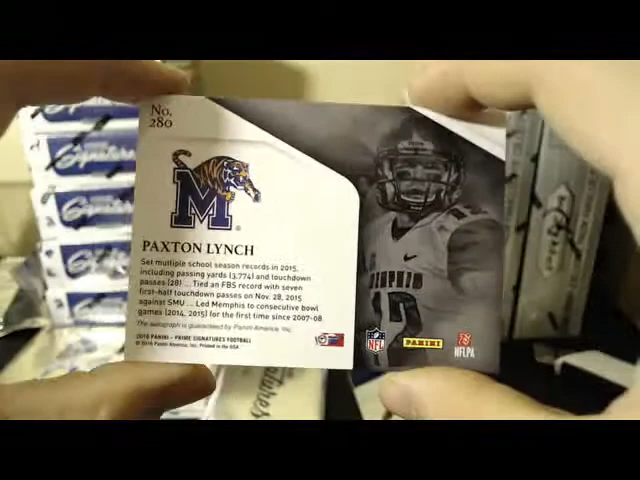 No.
280
M
PAXTON LYNCH
Set multiple school season records in 2015,
including passing yards (3,774) and touchdown
passes (28) ... Tied an FBS record with seven
first-half touchdown passes on Nov. 28, 2015
against SMU ... Led Memphis to consecutive bowl
games (2014, 2015) for the first time since 2007-08
The autograph is guaranteed by Panini America, Inc.
2016 PANINI – PRIME SIGNATURES FOOTBALL
© 2016 Panini America, Inc. Printed in the USA
MEMPHIS
12
NFL
PANINI
NFLPA
Signatures
Signatures